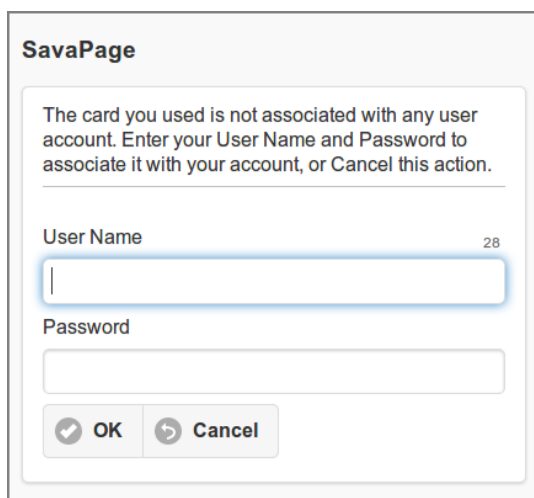 SavaPage
The card you used is not associated with any user
account. Enter your User Name and Password to
associate it with your account, or Cancel this action.
User Name
28
Password
OK
Cancel